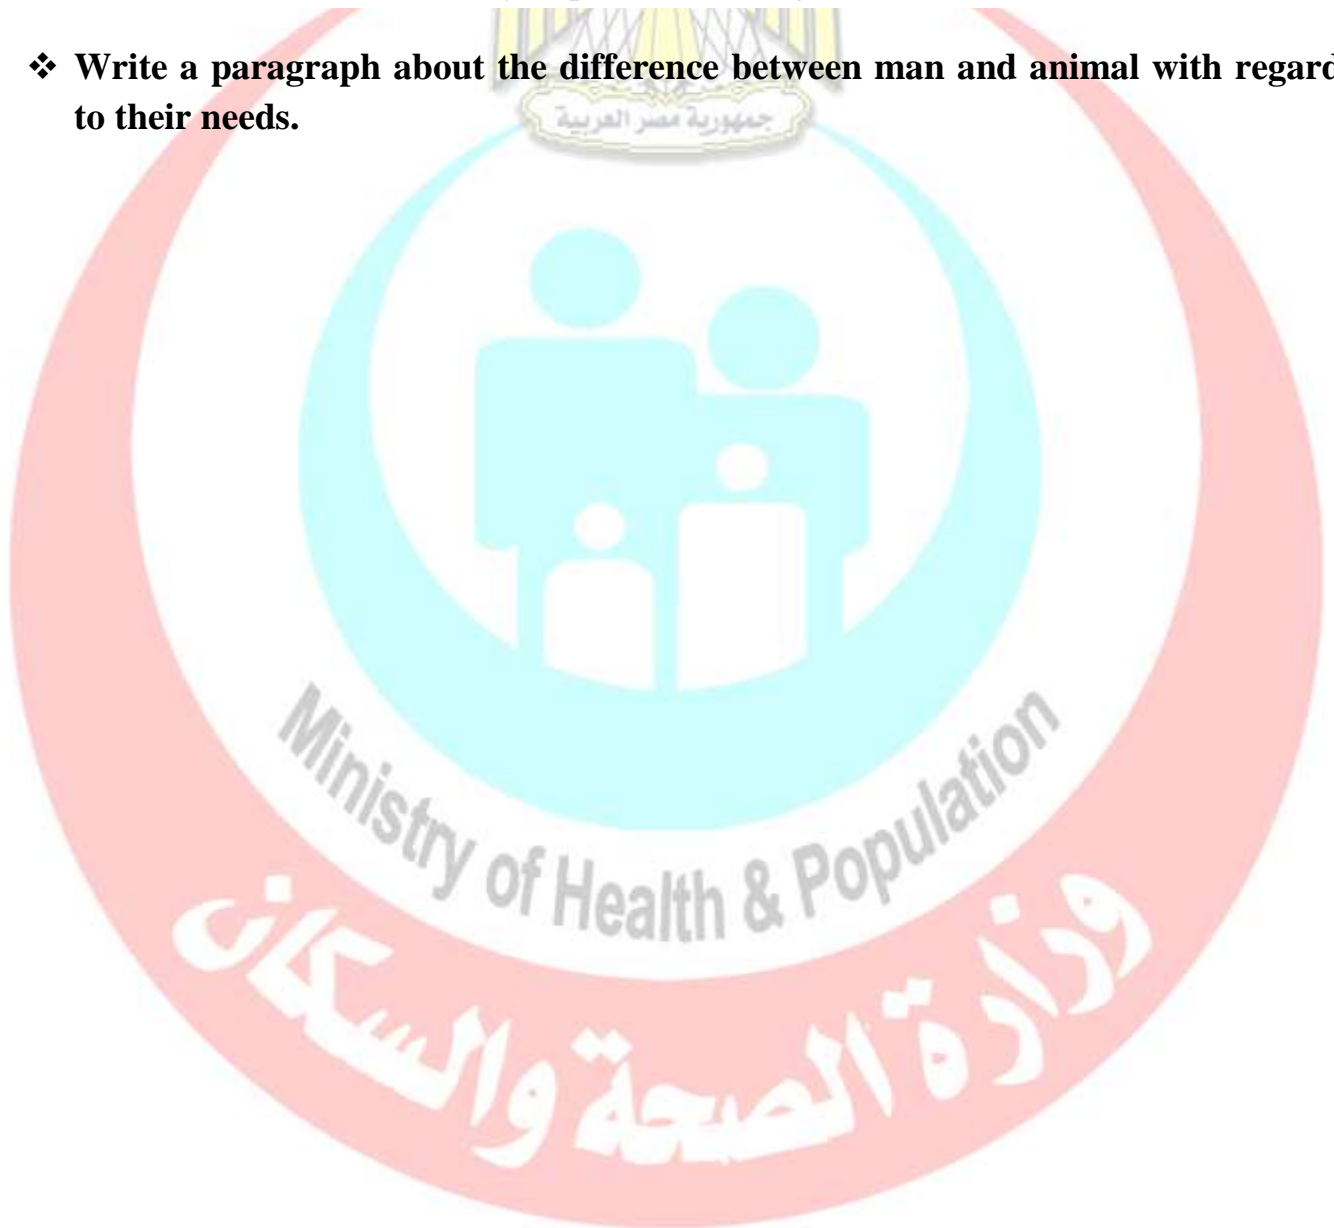 ❖ Write a paragraph about the difference between man and animal with regard
to their needs.
جمهورية مصر العربية
Ministry of Health & Population
وزارة الصحة والسكان